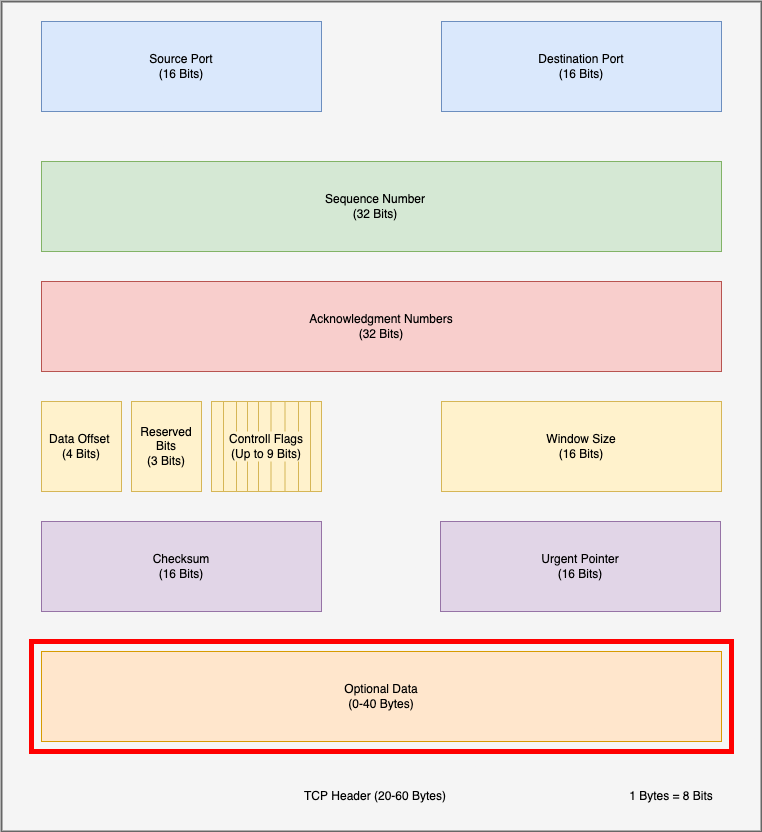 Source Port
(16 Bits)
Destination Port
(16 Bits)
Sequence Number
(32 Bits)
Acknowledgment Numbers
(32 Bits)
Data Offset
(4 Bits)
Reserved
Bits
(3 Bits)
Controll Flags
(Up to 9 Bits)
Window Size
(16 Bits)
Checksum
(16 Bits)
Urgent Pointer
(16 Bits)
Optional Data
(0-40 Bytes)
TCP Header (20-60 Bytes)
1 Bytes = 8 Bits